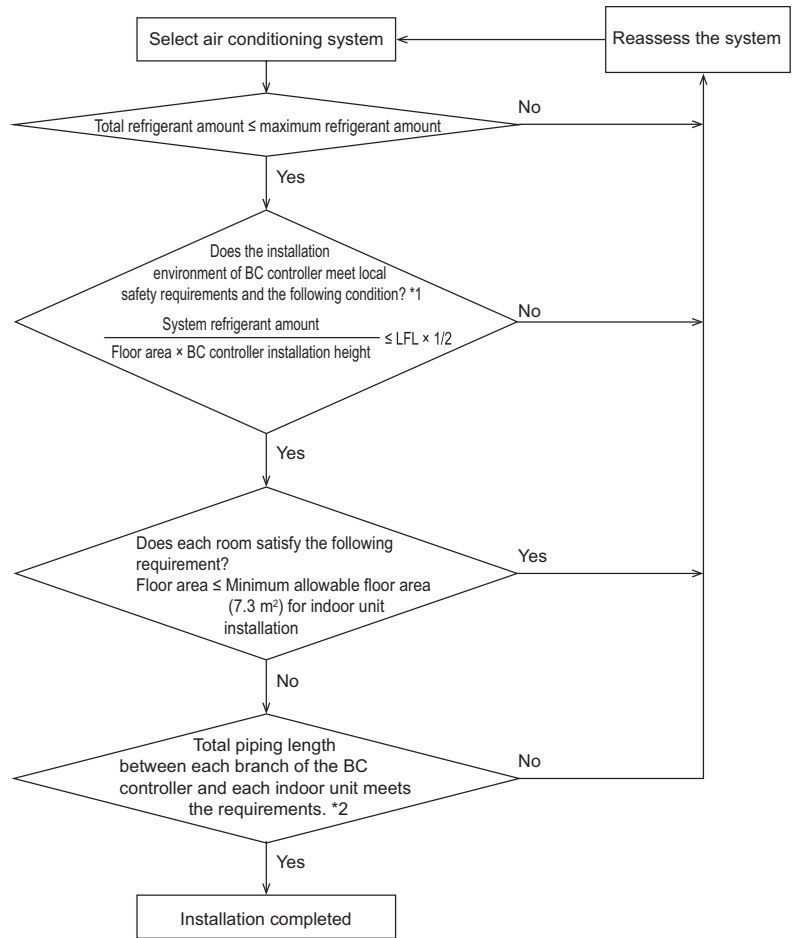 Select air conditioning system
Reassess the system
Total refrigerant amount ≤ maximum refrigerant amount
No
Yes
Does the installation
environment of BC controller meet local
safety requirements and the following condition? *1
System refrigerant amount
Floor area × BC controller installation height
≤ LFL × 1/2
No
Yes
Does each room satisfy the following
requirement?
Floor area ≤ Minimum allowable floor area
(7.3 m²) for indoor unit
installation
Yes
No
Total piping length
between each branch of the BC
controller and each indoor unit meets
the requirements. *2
No
Yes
Installation completed